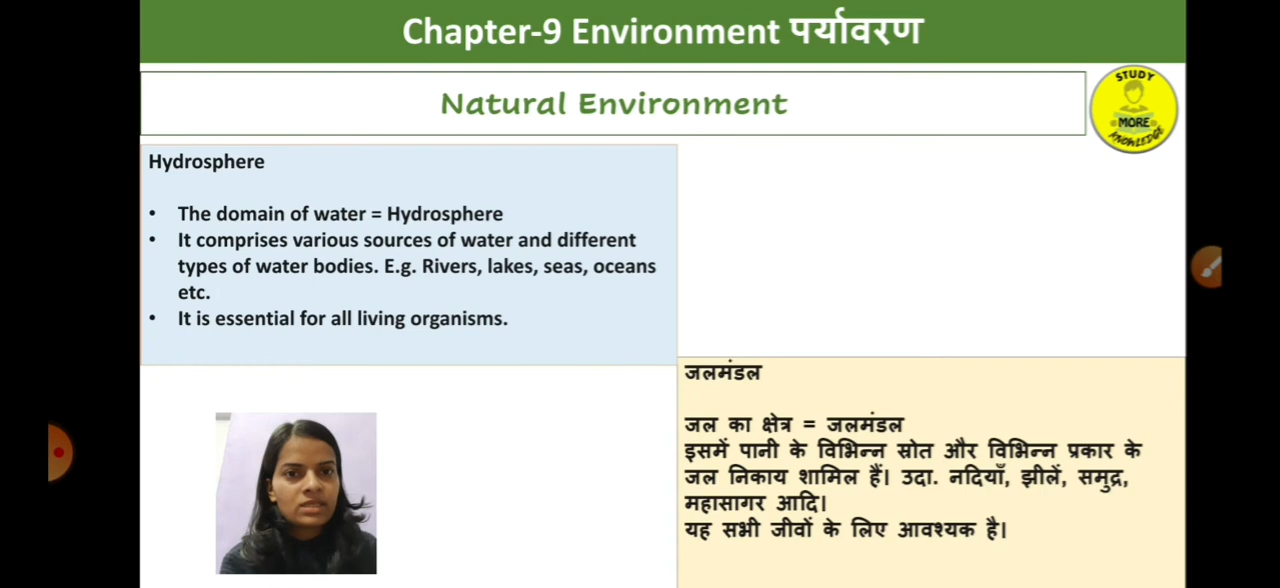 Chapter-9 Environment पर्यावरण
Natural Environment
STUDY
MORE
KNOWLEDGE
Hydrosphere
• The domain of water = Hydrosphere
• It comprises various sources of water and different
types of water bodies. E.g. Rivers, lakes, seas, oceans
etc.
• It is essential for all living organisms.
जलमंडल
जल का क्षेत्र = जलमंडल
इसमें पानी के विभिन्न स्रोत और विभिन्न प्रकार के
जल निकाय शामिल हैं। उदा. नदियाँ, झीलें, समुद्र,
महासागर आदि।
यह सभी जीवों के लिए आवश्यक है।